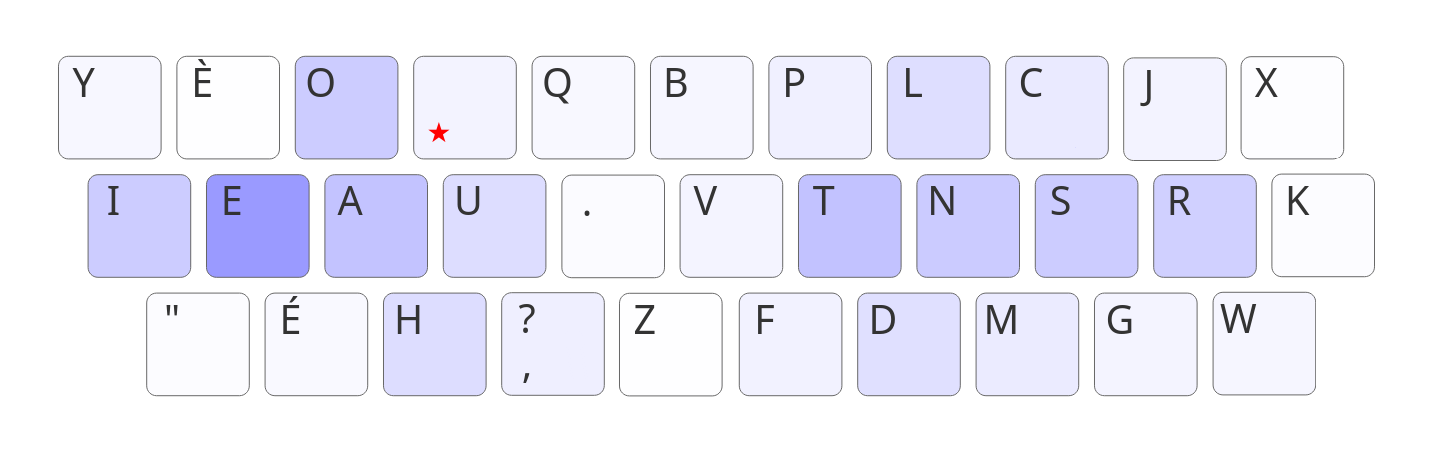 Y È O ★ Q B P L C J X
I E A U . V T N S R K
" É H ? , Z F D M G W